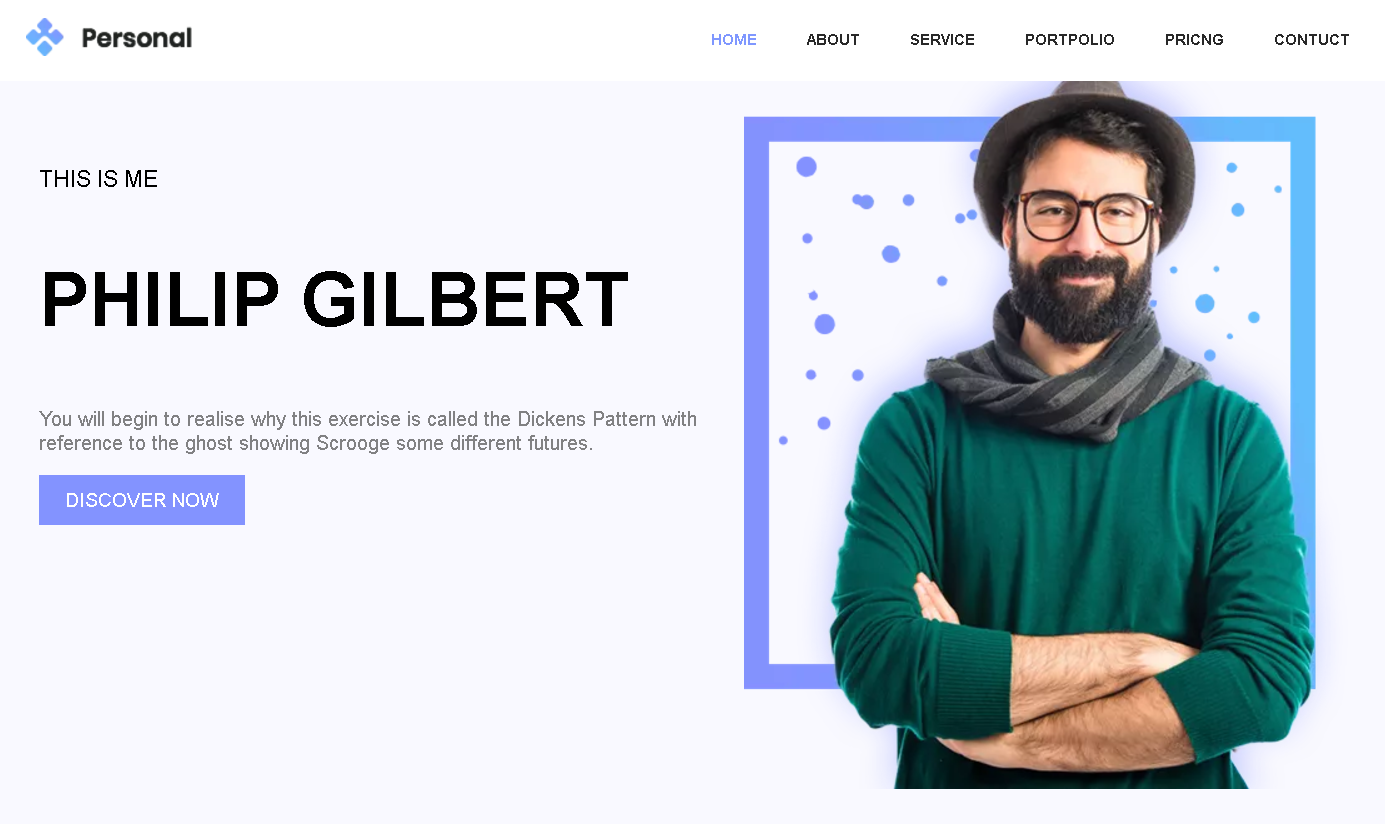 Personal
HOME ABOUT SERVICE PORTPOLIO PRICNG CONTUCT
THIS IS ME
PHILIP GILBERT
You will begin to realise why this exercise is called the Dickens Pattern with
reference to the ghost showing Scrooge some different futures.
DISCOVER NOW